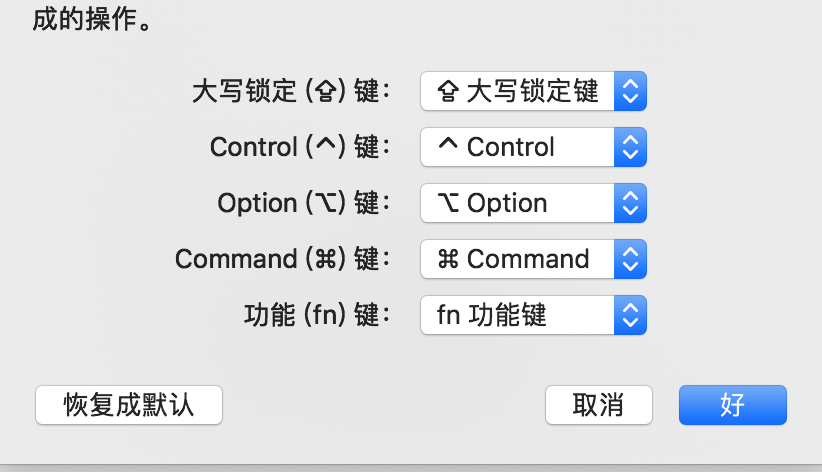 成的操作。
大写锁定 (⇪) 键： ⇪ 大写锁定键
Control (^) 键： ^ Control
Option (⌥) 键： ⌥ Option
Command (⌘) 键： ⌘ Command
功能 (fn) 键： fn 功能键
恢复成默认 取消 好